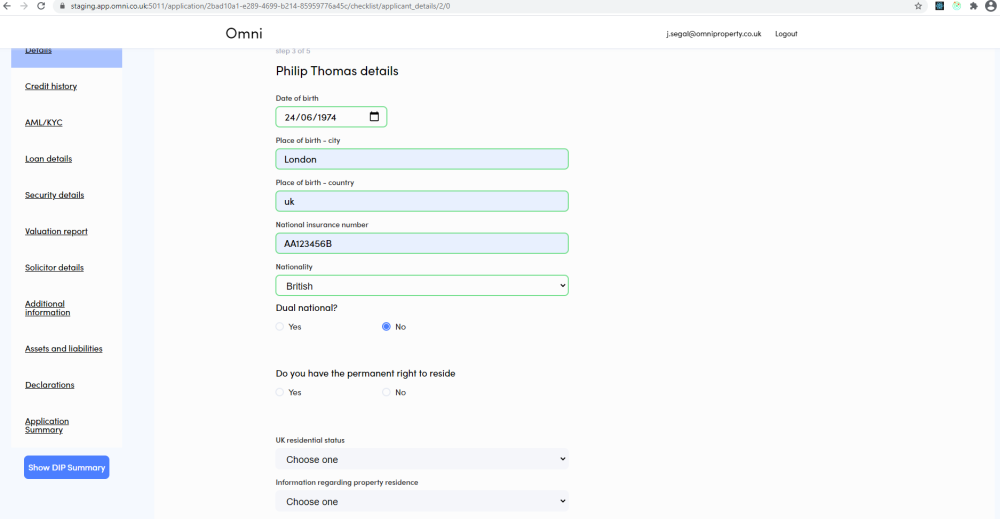 staging.app.omni.co.uk:5011/application/2bad10a1-e289-4699-b214-85959776a45c/checklist/applicant_details/2/0
Omni
j.segal@omniproperty.co.uk
Logout
Details
Credit history
AML/KYC
Loan details
Security details
Valuation report
Solicitor details
Additional
information
Assets and liabilities
Declarations
Application
Summary
Show DIP Summary
step 3 of 5
Philip Thomas details
Date of birth
24/06/1974
Place of birth - city
London
Place of birth - country
uk
National insurance number
AA123456B
Nationality
British
Dual national?
Yes No
Do you have the permanent right to reside
Yes No
UK residential status
Choose one
Information regarding property residence
Choose one